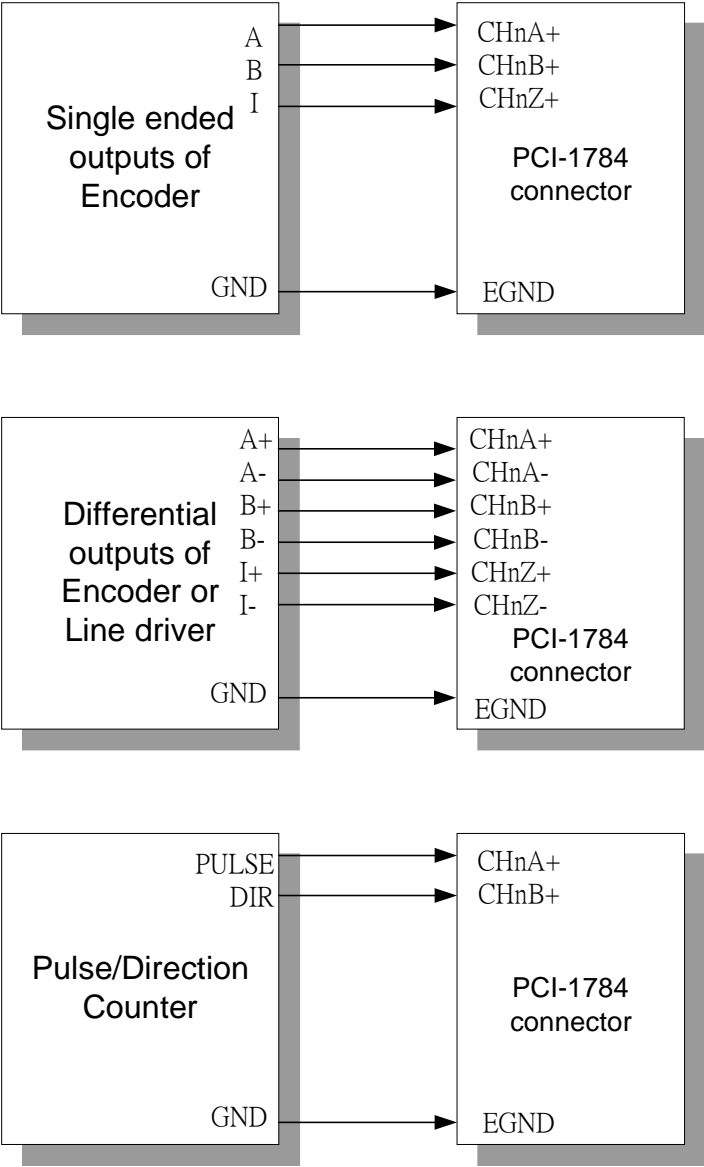 A
B
I
Single ended
outputs of
Encoder
GND
CHnA+
CHnB+
CHnZ+
PCI-1784
connector
EGND
A+
A-
B+
B-
I+
I-
Differential
outputs of
Encoder or
Line driver
GND
CHnA+
CHnA-
CHnB+
CHnB-
CHnZ+
CHnZ-
PCI-1784
connector
EGND
PULSE
DIR
Pulse/Direction
Counter
GND
CHnA+
CHnB+
PCI-1784
connector
EGND